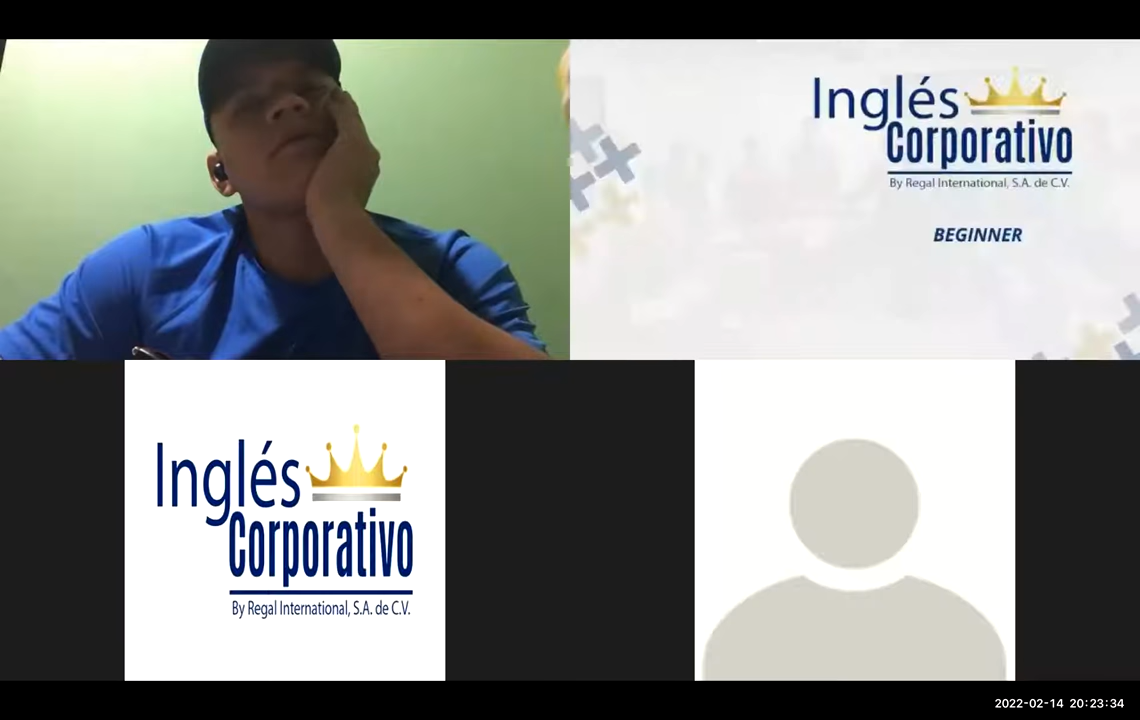 Inglés
Corporativo
By Regal International, S.A. de C.V.
BEGINNER
Inglés
Corporativo
By Regal International, S.A. de C.V.
2022-02-14 20:23:34